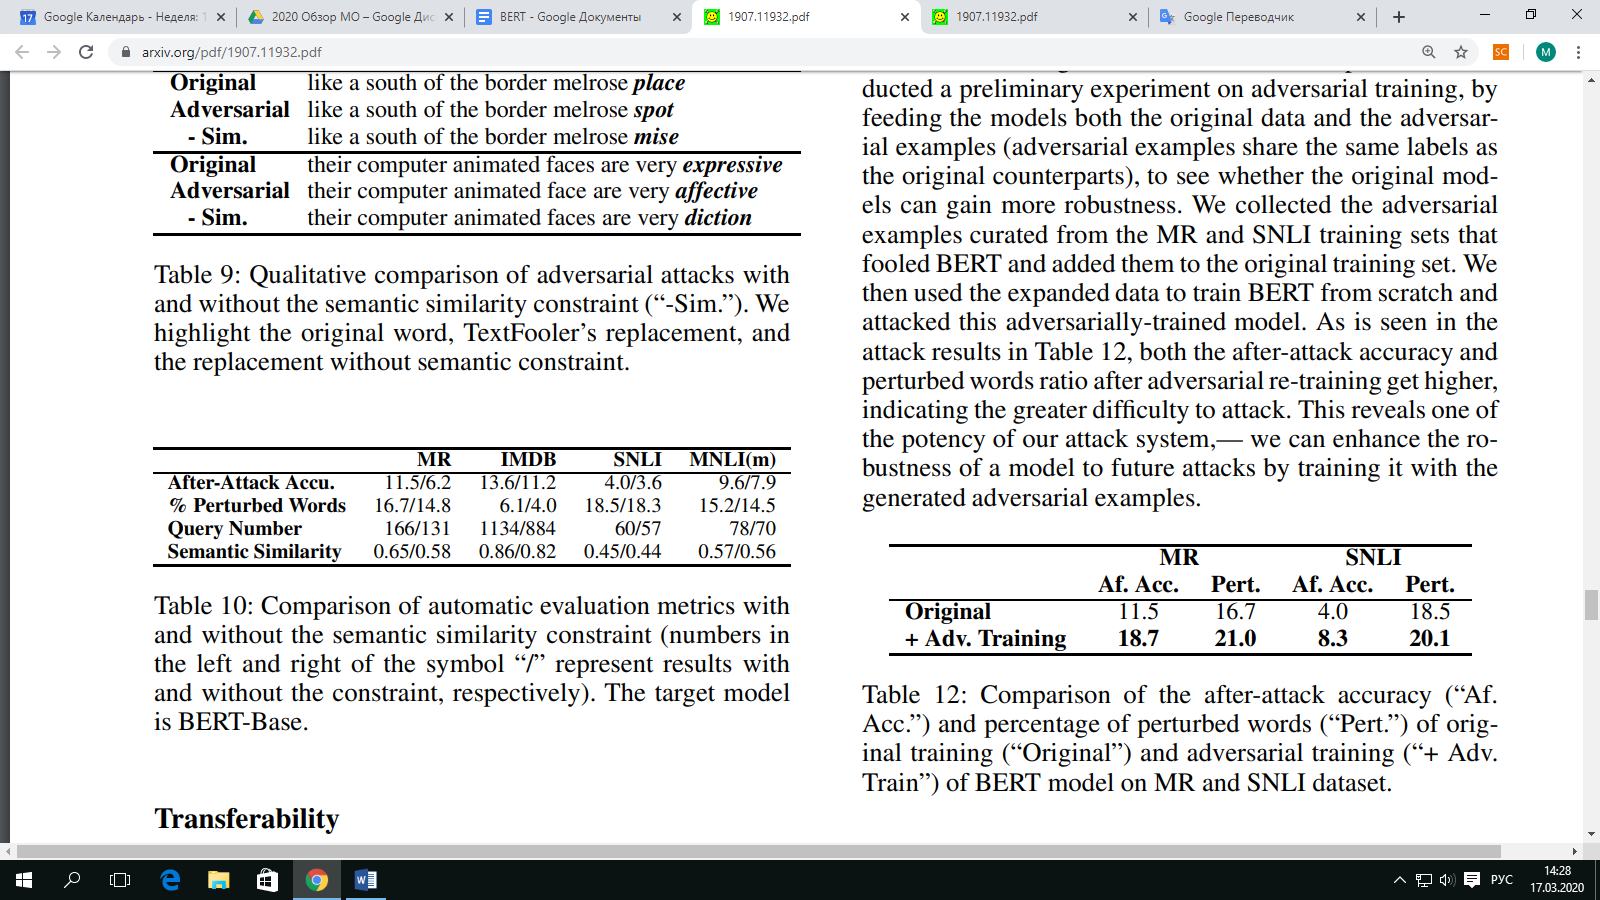 Google Календарь - Неделя: 1
2020 Обзор МО – Google Дис
BERT - Google Документы
1907.11932.pdf
1907.11932.pdf
Google Переводчик
arxiv.org/pdf/1907.11932.pdf
SC
M
Original like a south of the border melrose place
Adversarial like a south of the border melrose spot
- Sim. like a south of the border melrose mise
Original their computer animated faces are very expressive
Adversarial their computer animated face are very affective
- Sim. their computer animated faces are very diction
Table 9: Qualitative comparison of adversarial attacks with
and without the semantic similarity constraint (“-Sim.”). We
highlight the original word, TextFooler’s replacement, and
the replacement without semantic constraint.
MR IMDB SNLI MNLI(m)
After-Attack Accu. 11.5/6.2 13.6/11.2 4.0/3.6 9.6/7.9
% Perturbed Words 16.7/14.8 6.1/4.0 18.5/18.3 15.2/14.5
Query Number 166/131 1134/884 60/57 78/70
Semantic Similarity 0.65/0.58 0.86/0.82 0.45/0.44 0.57/0.56
Table 10: Comparison of automatic evaluation metrics with
and without the semantic similarity constraint (numbers in
the left and right of the symbol “/” represent results with
and without the constraint, respectively). The target model
is BERT-Base.
Transferability
ducted a preliminary experiment on adversarial training, by
feeding the models both the original data and the adversar-
ial examples (adversarial examples share the same labels as
the original counterparts), to see whether the original mod-
els can gain more robustness. We collected the adversarial
examples curated from the MR and SNLI training sets that
fooled BERT and added them to the original training set. We
then used the expanded data to train BERT from scratch and
attacked this adversarially-trained model. As is seen in the
attack results in Table 12, both the after-attack accuracy and
perturbed words ratio after adversarial re-training get higher,
indicating the greater difficulty to attack. This reveals one of
the potency of our attack system,— we can enhance the ro-
bustness of a model to future attacks by training it with the
generated adversarial examples.
MR SNLI
Af. Acc. Pert. Af. Acc. Pert.
Original 11.5 16.7 4.0 18.5
+ Adv. Training 18.7 21.0 8.3 20.1
Table 12: Comparison of the after-attack accuracy (“Af.
Acc.”) and percentage of perturbed words (“Pert.”) of orig-
inal training (“Original”) and adversarial training (“+ Adv.
Train”) of BERT model on MR and SNLI dataset.
РУС
14:28
17.03.2020